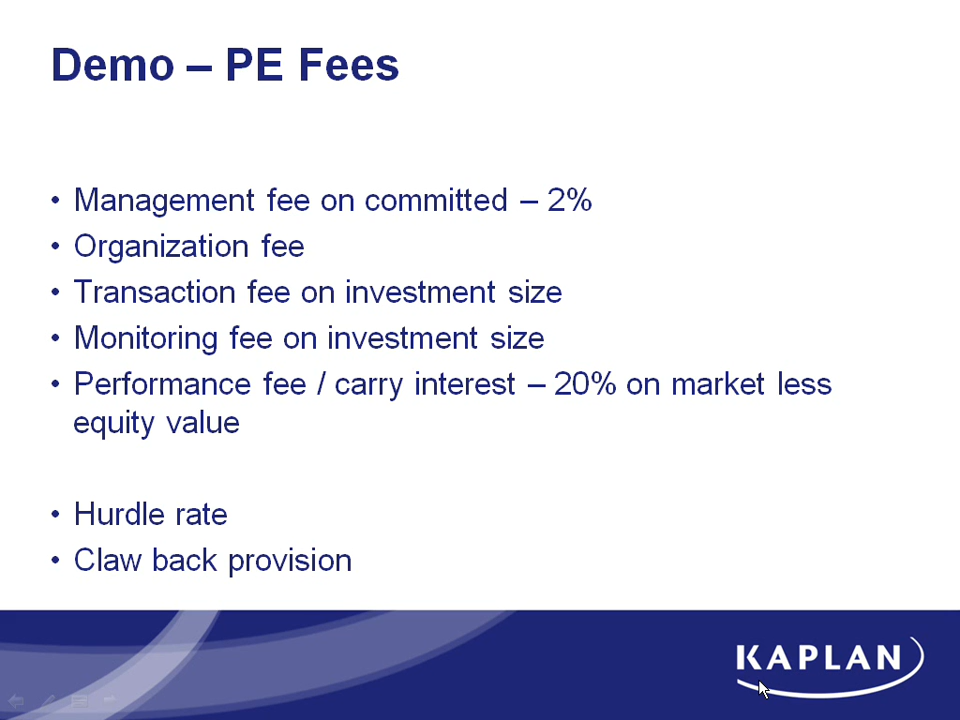 Demo – PE Fees
• Management fee on committed – 2%
• Organization fee
• Transaction fee on investment size
• Monitoring fee on investment size
• Performance fee / carry interest – 20% on market less
equity value
• Hurdle rate
• Claw back provision
KAPLAN